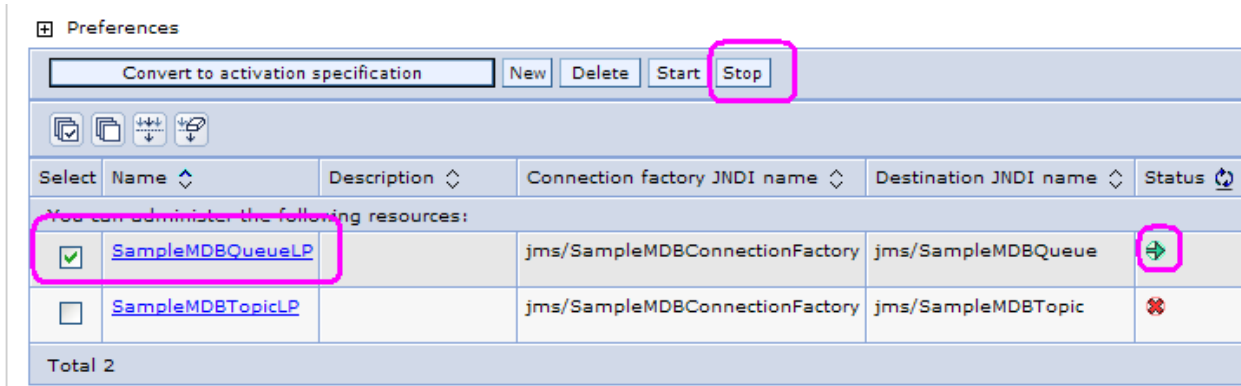 Preferences
Convert to activation specification New Delete Start Stop
Select Name Description Connection factory JNDI name Destination JNDI name Status
You can administer the following resources:
SampleMDBQueueLP jms/SampleMDBConnectionFactory jms/SampleMDBQueue
SampleMDBTopicLP jms/SampleMDBConnectionFactory jms/SampleMDBTopic
Total 2